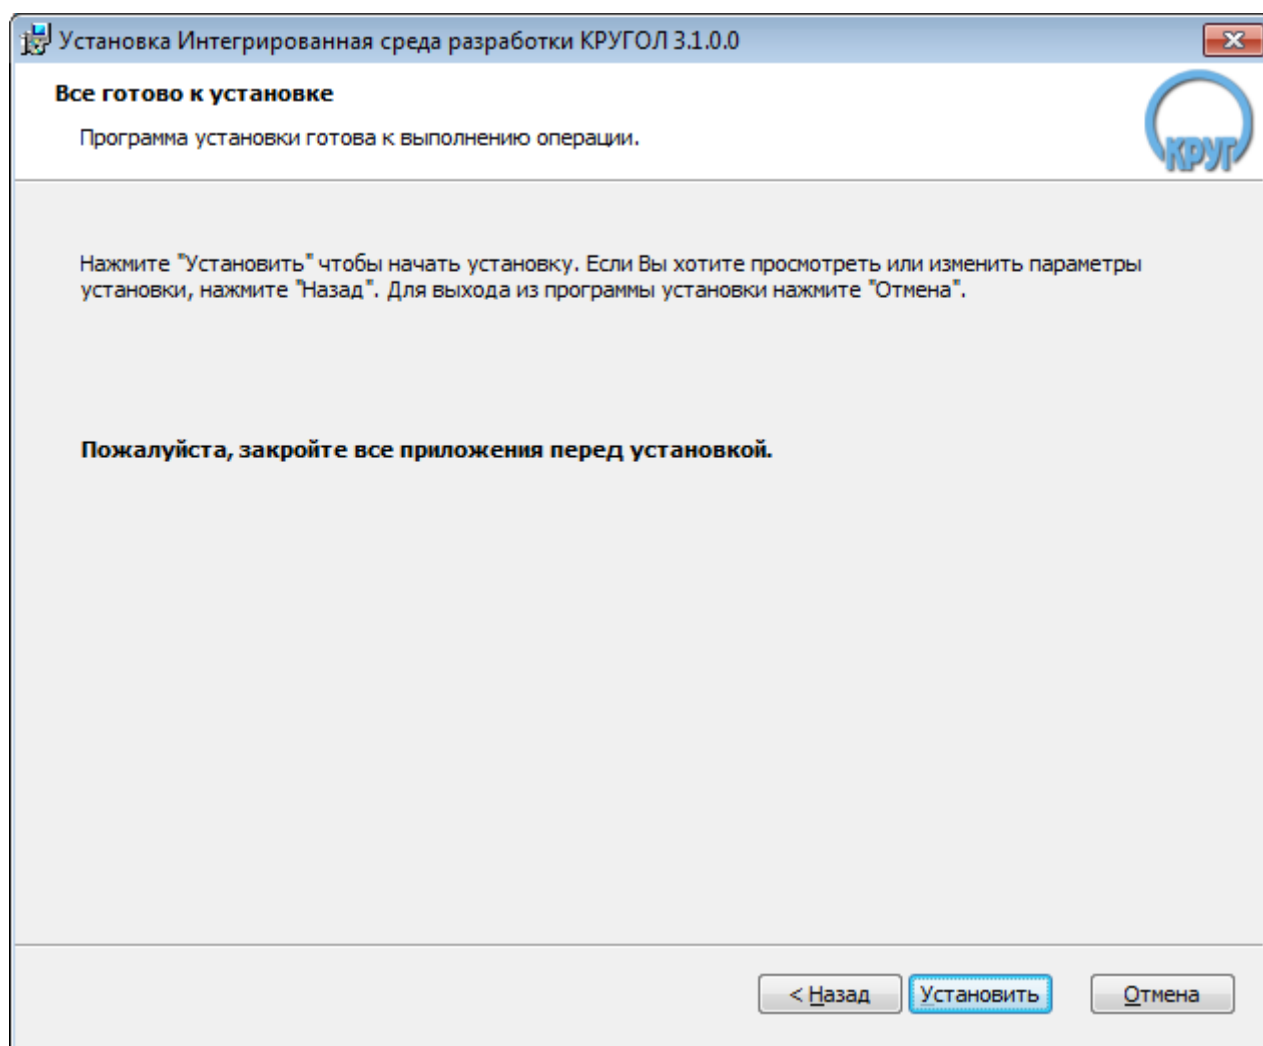 Установка Интегрированная среда разработки КРУГОЛ 3.1.0.0
Все готово к установке
Программа установки готова к выполнению операции.
КРУГ
Нажмите "Установить" чтобы начать установку. Если Вы хотите просмотреть или изменить параметры
установки, нажмите "Назад". Для выхода из программы установки нажмите "Отмена".
Пожалуйста, закройте все приложения перед установкой.
< Назад
Установить
Отмена